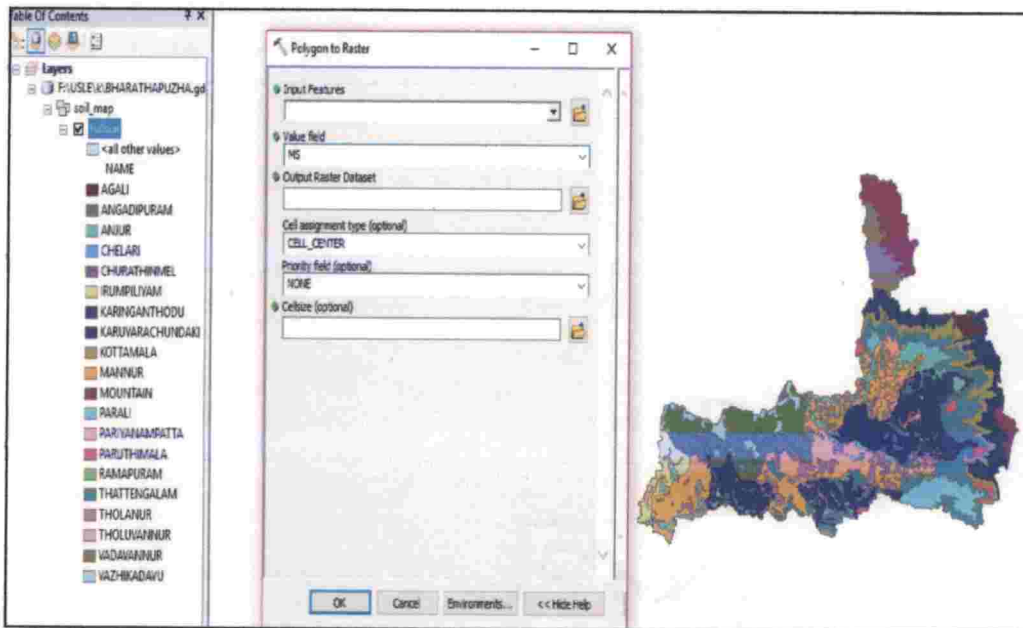 able Of Contents
Layers
F:\USLE\k\BHARATHAPUZHA.gd
soil_map
<all other values>
NAME
AGALI
ANGADIPURAM
ANJUR
CHELARI
CHURATHINMEL
IRUMPILIYAM
KARINGANTHODU
KARUVARACHUNDAKI
KOTTAMALA
MANNUR
MOUNTAIN
PARALI
PARIYANAMPATTA
PARUTHIMALA
RAMAPURAM
THATTENGALAM
THOLANUR
THOLUVANNUR
VADAVANNUR
VAZHIKADAVU
Polygon to Raster
Input Features
Value field
MS
Output Raster Dataset
Cell assignment type (optional)
CELL_CENTER
Priority field (optional)
NONE
Cellsize (optional)
OK
Cancel
Environments...
<< Hide Help